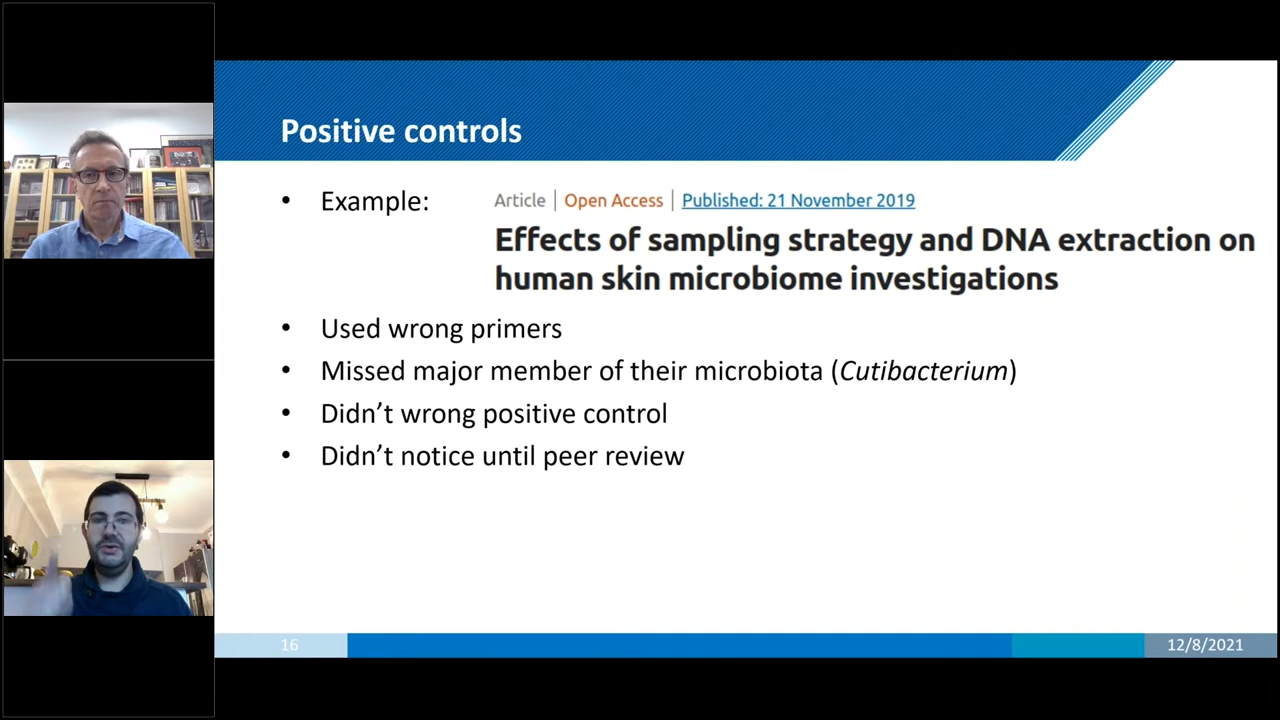 Positive controls
• Example:
Article | Open Access | Published: 21 November 2019
Effects of sampling strategy and DNA extraction on
human skin microbiome investigations
• Used wrong primers
• Missed major member of their microbiota (Cutibacterium)
• Didn’t wrong positive control
• Didn’t notice until peer review
16
12/8/2021